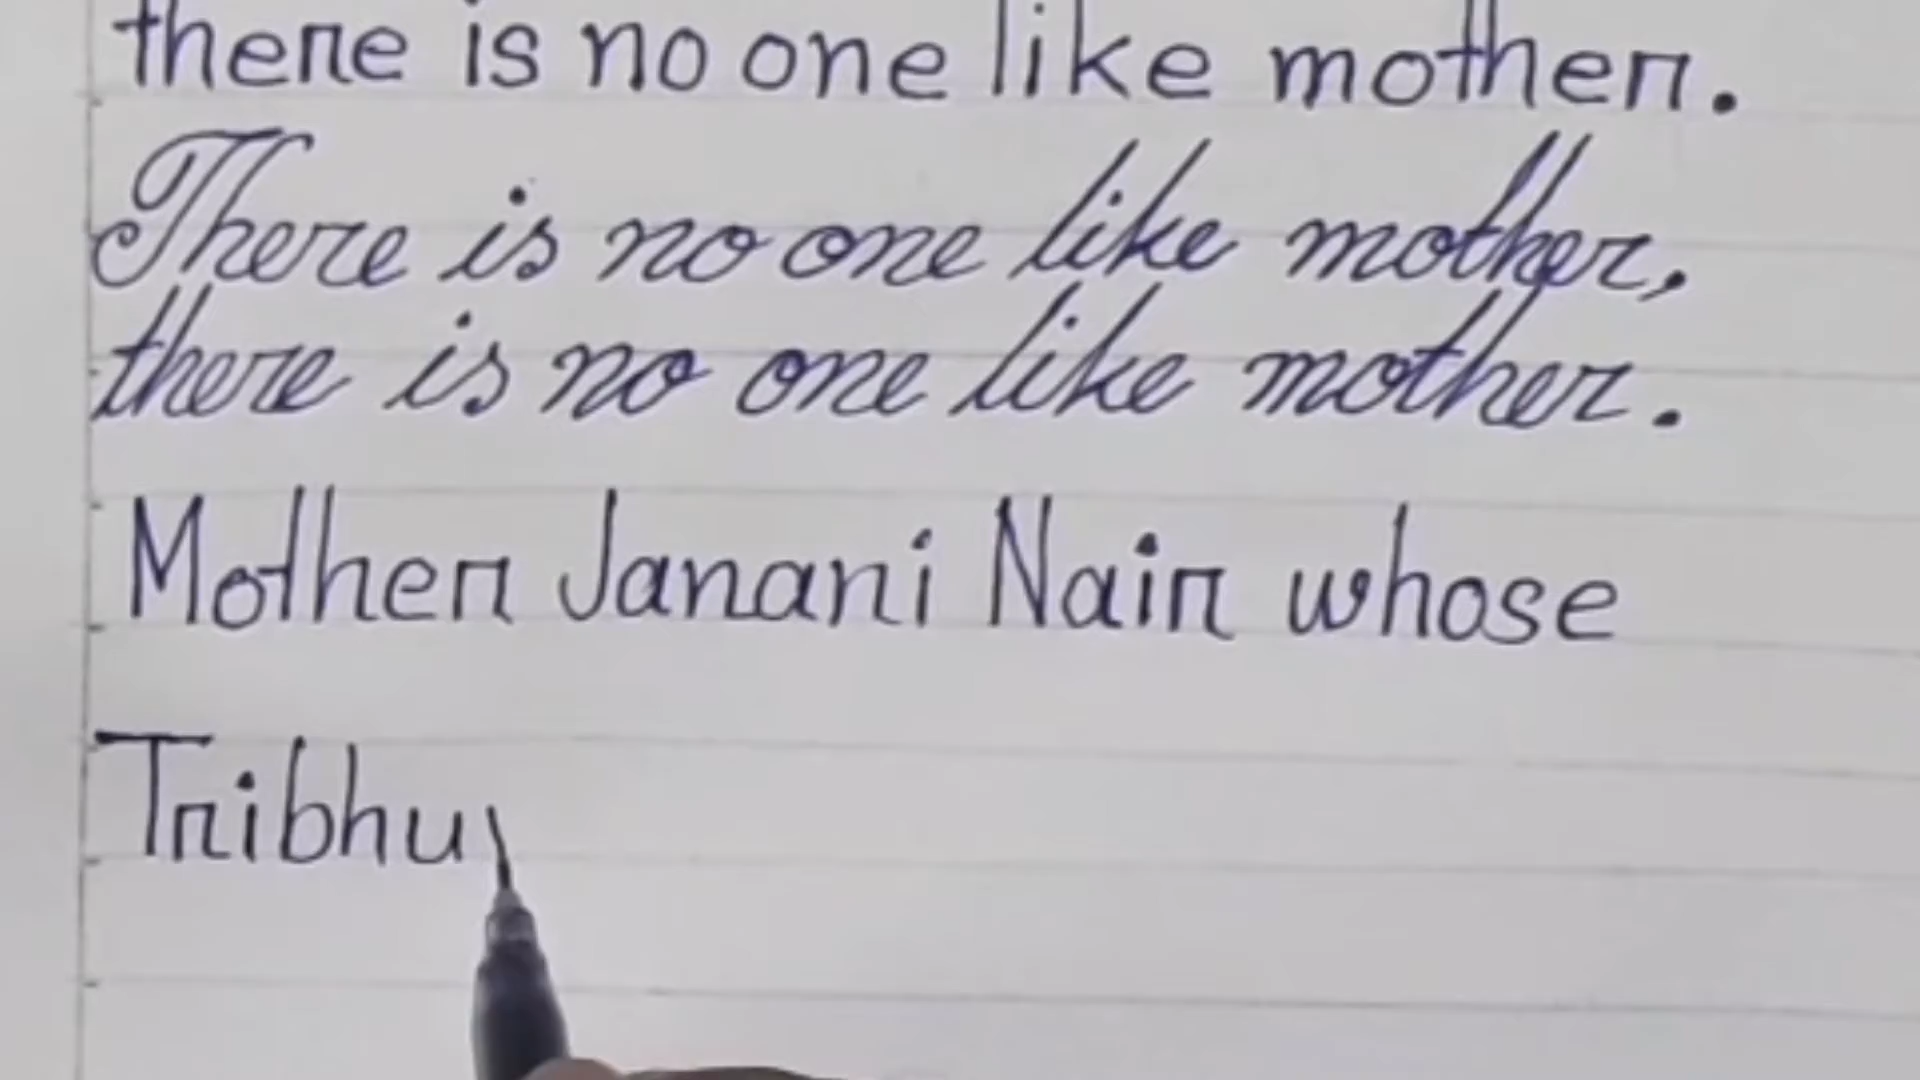 there is no one like mother.
There is no one like mother,
there is no one like mother.
Mother Janani Nair whose
Tribhu